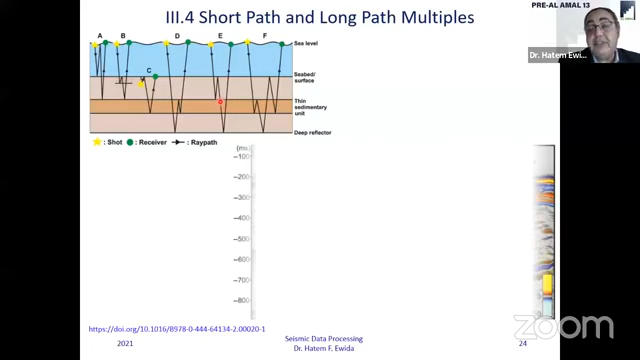 III.4 Short Path and Long Path Multiples
PRE-AL AMAL 13
Dr. Hatem Ewi...
A B C D E F
Sea level
Seabed/
surface
Thin
sedimentary
unit
Deep reflector
: Shot : Receiver : Raypath
(ms)
-100
-200
-300
-400
-500
-600
-700
-800
https://doi.org/10.1016/B978-0-444-64134-2.00020-1
2021
Seismic Data Processing
Dr. Hatem F. Ewida
24
zoom